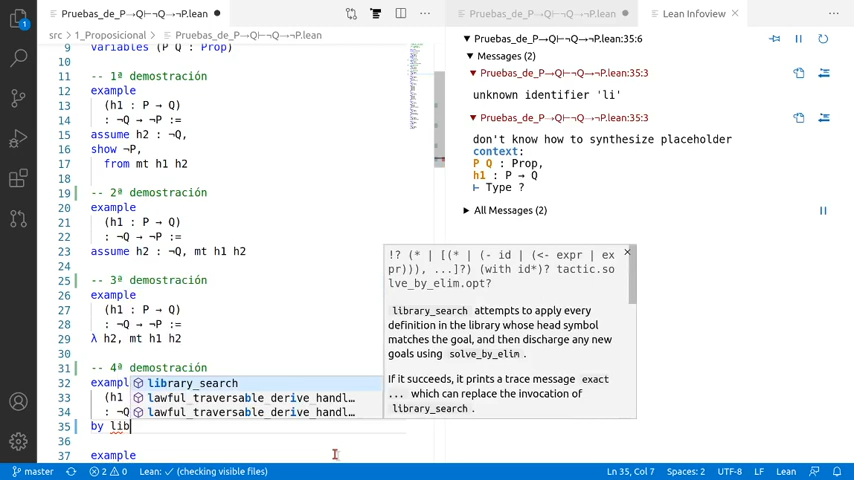 Pruebas_de_P→Q⊢¬Q→¬P.lean
Pruebas_de_P→Q⊢¬Q→¬P.lean
Lean Infoview
src > 1_Proposicional > Pruebas_de_P→Q⊢¬Q→¬P.lean
9 variables (P Q : Prop)
10
11 -- 1ª demostración
12 example
13 (h1 : P → Q)
14 : ¬Q → ¬P :=
15 assume h2 : ¬Q,
16 show ¬P,
17 from mt h1 h2
18
19 -- 2ª demostración
20 example
21 (h1 : P → Q)
22 : ¬Q → ¬P :=
23 assume h2 : ¬Q, mt h1 h2
24
25 -- 3ª demostración
26 example
27 (h1 : P → Q)
28 : ¬Q → ¬P :=
29 λ h2, mt h1 h2
30
31 -- 4ª demostración
32 exampl
33 (h1
34 : ¬Q
35 by lib
36
37 example
library_search
lawful_traversable_derive_handl…
lawful_traversable_derive_handl…
!? (* | [(* | (- id | (<- expr | ex
pr))), ...]?) (with id*)? tactic.so
lve_by_elim.opt?
library_search attempts to apply every
definition in the library whose head symbol
matches the goal, and then discharge any new
goals using solve_by_elim.
If it succeeds, it prints a trace message exact
... which can replace the invocation of
library_search.
Pruebas_de_P→Q⊢¬Q→¬P.lean:35:6
Messages (2)
Pruebas_de_P→Q⊢¬Q→¬P.lean:35:3
unknown identifier 'li'
Pruebas_de_P→Q⊢¬Q→¬P.lean:35:3
don't know how to synthesize placeholder
context:
P Q : Prop,
h1 : P → Q
⊢ Type ?
All Messages (2)
master
2 0
Lean: ✓ (checking visible files)
Ln 35, Col 7
Spaces: 2
UTF-8
LF
Lean